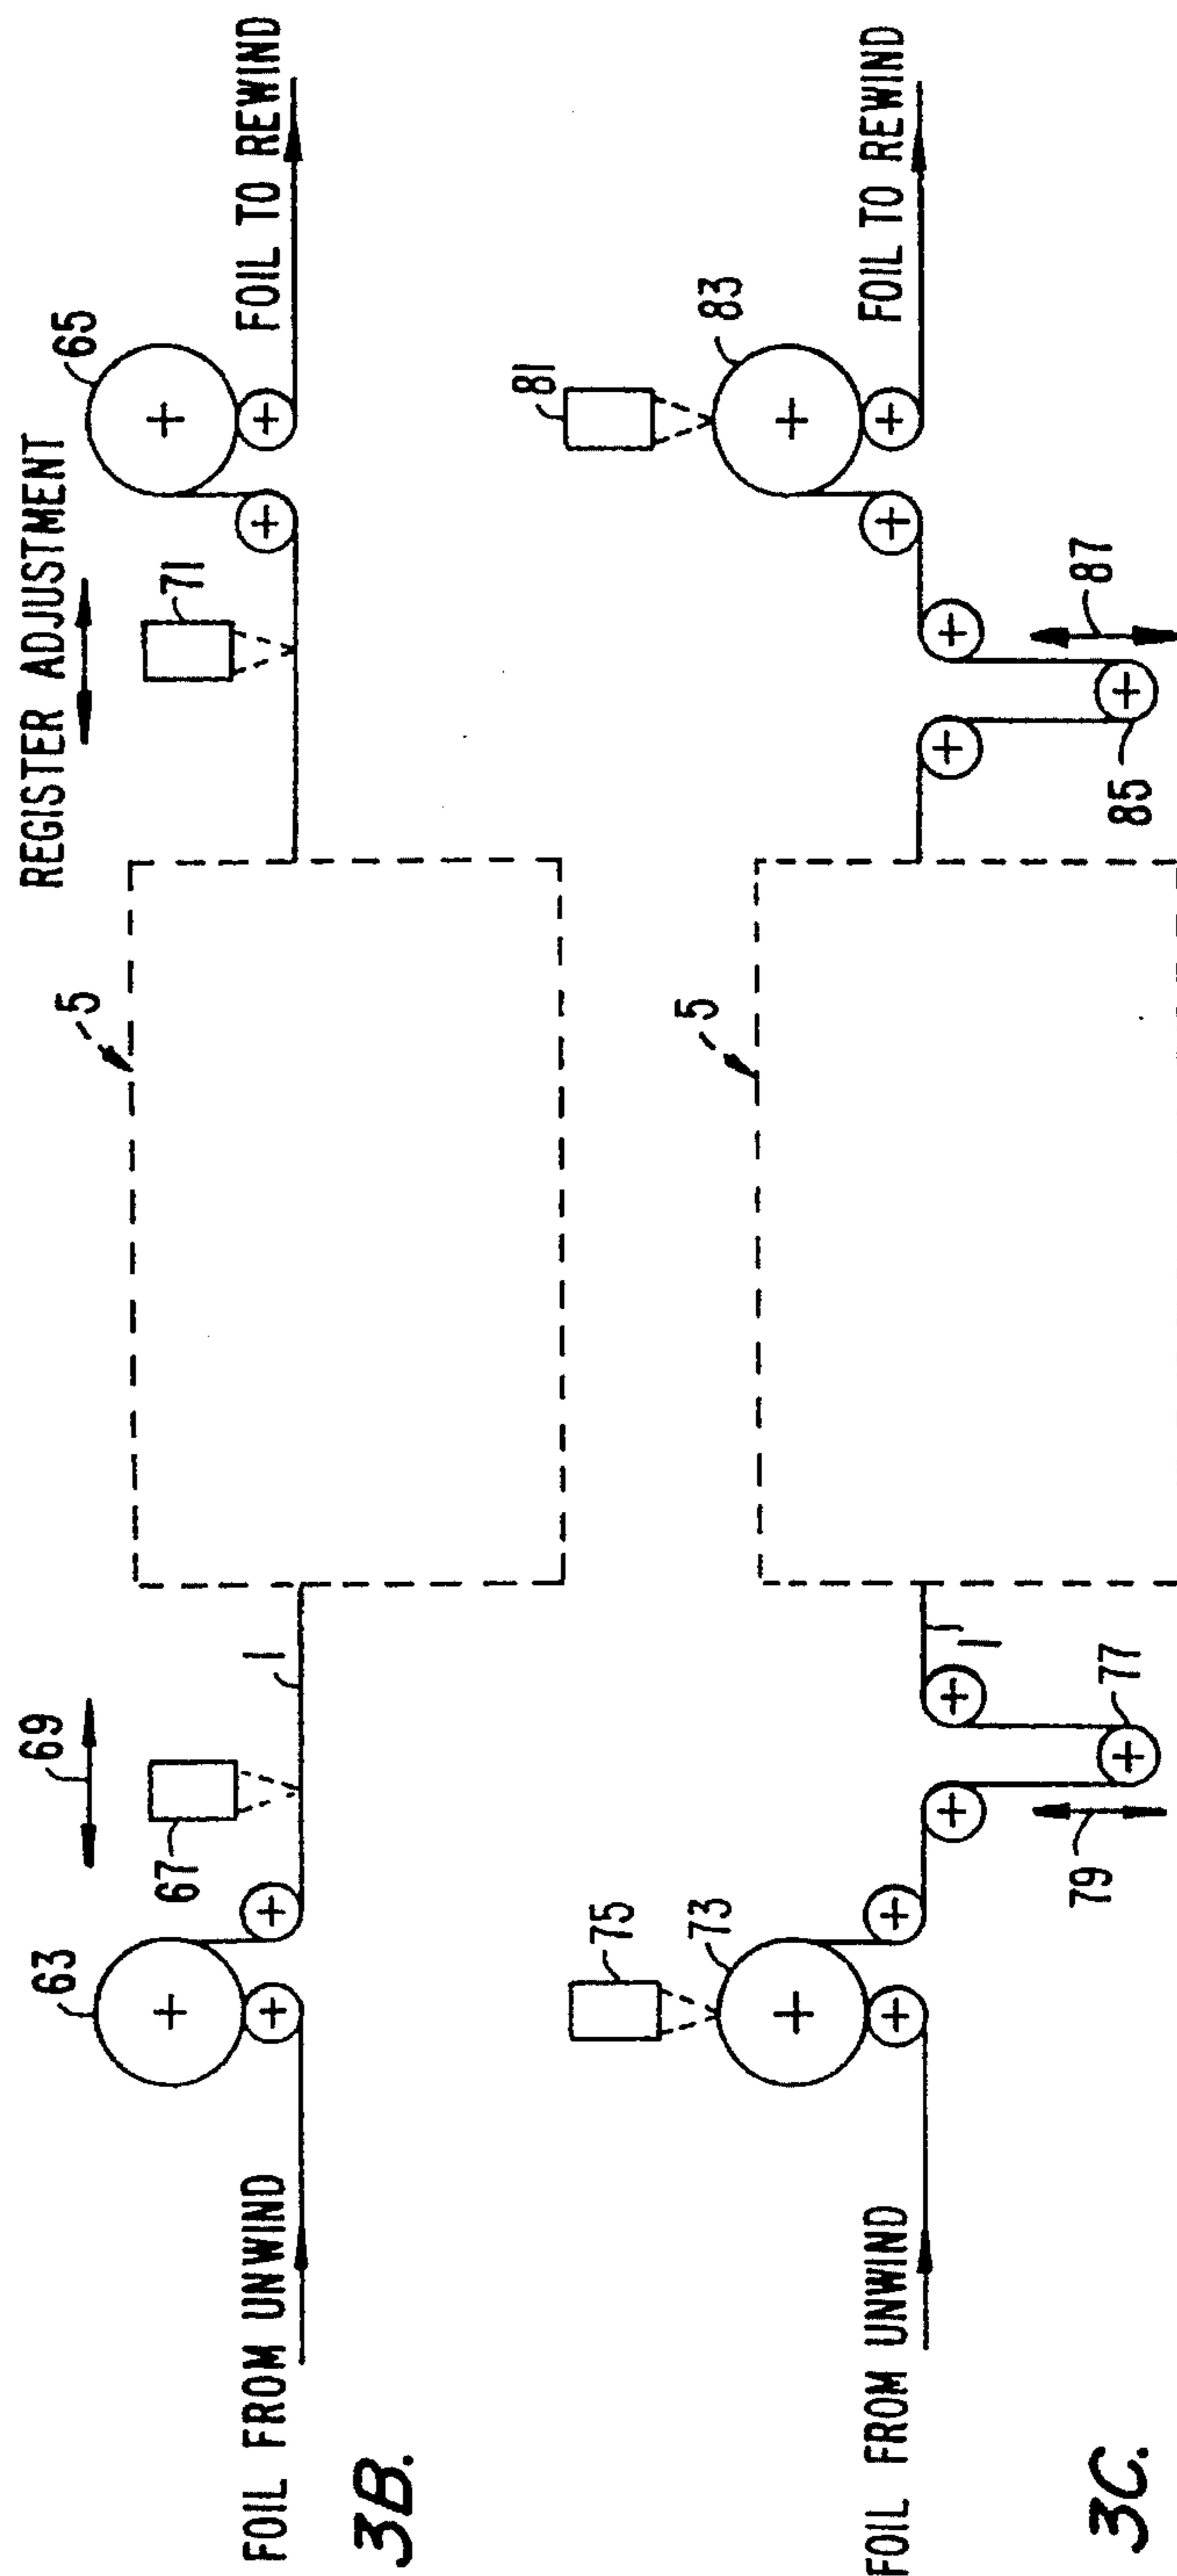 REGISTER ADJUSTMENT
69
63
67
1
5
71
65
FOIL FROM UNWIND
FOIL TO REWIND
3B.
75
73
79
77
1
5
81
83
85
87
FOIL FROM UNWIND
FOIL TO REWIND
3C.